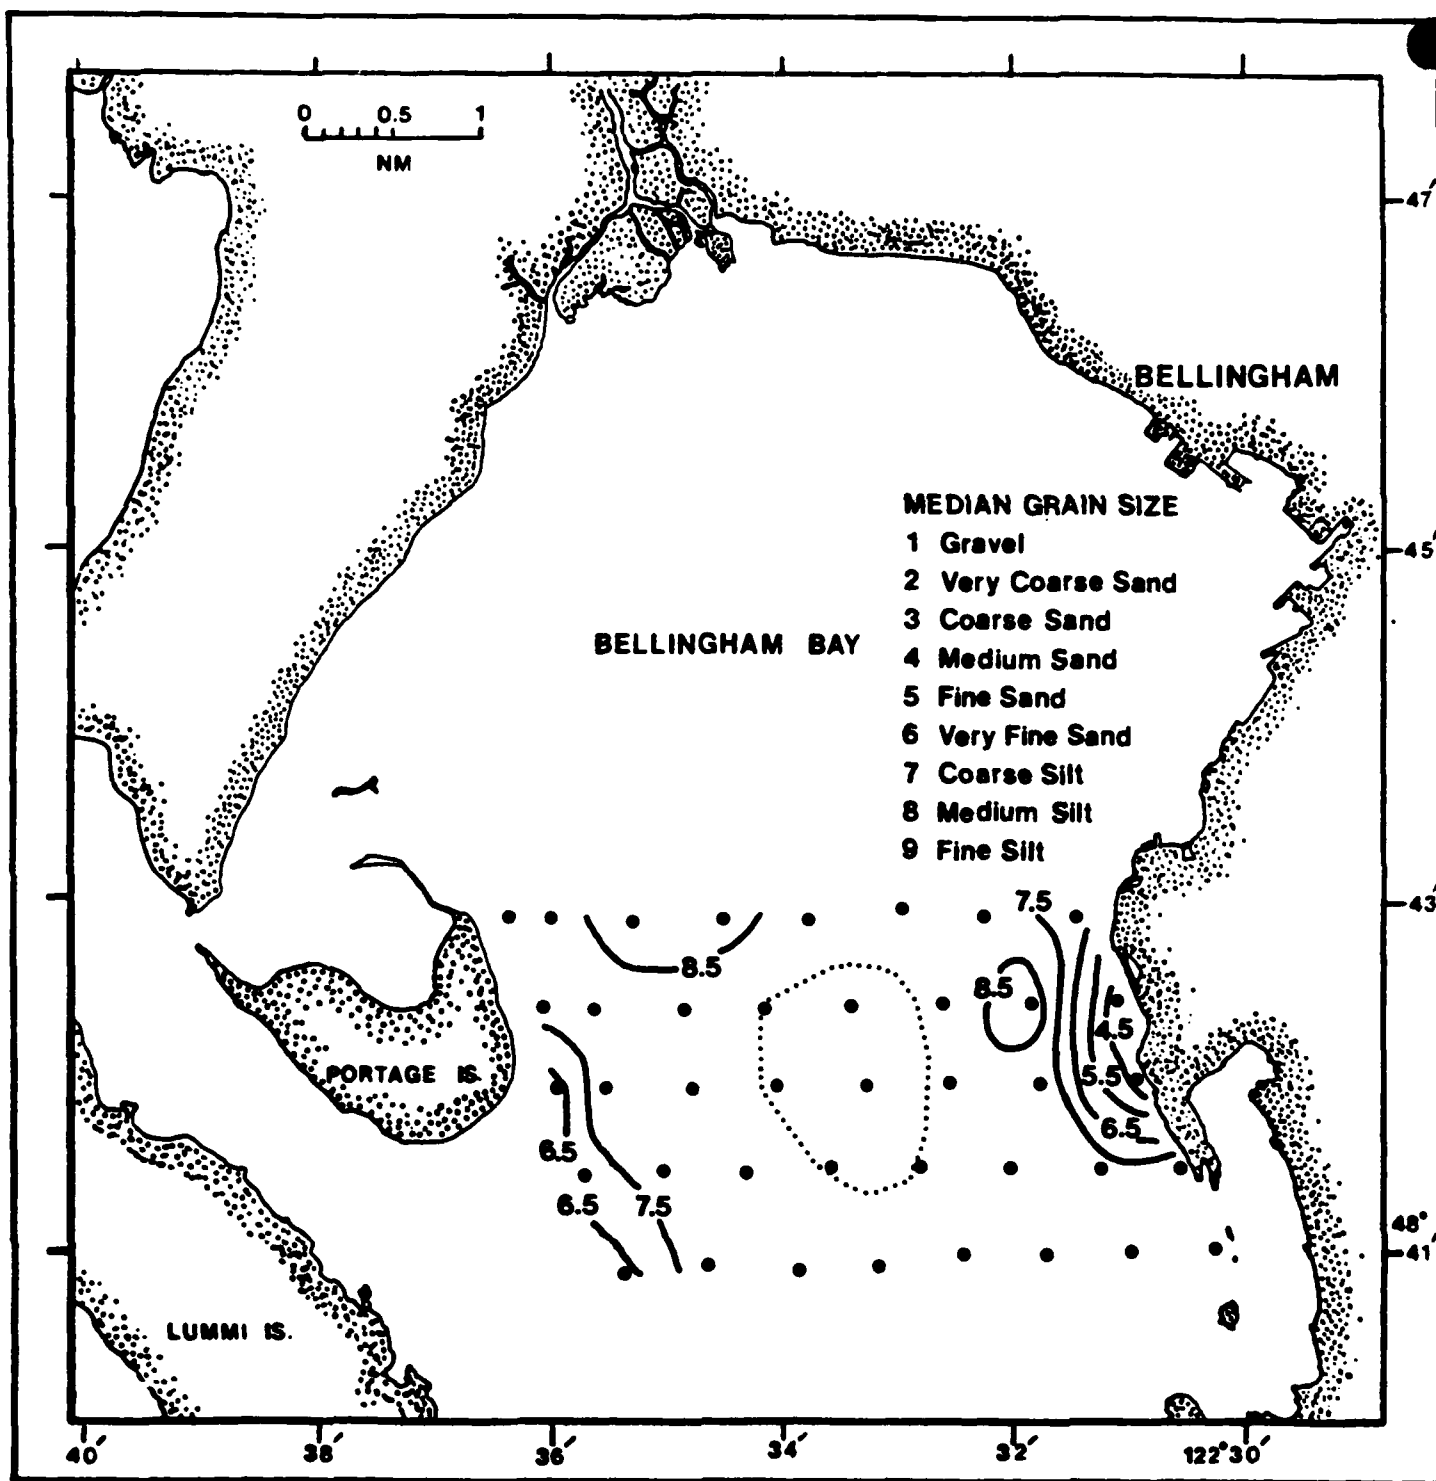 0 0.5 1
NM
47′
BELLINGHAM
MEDIAN GRAIN SIZE
1 Gravel
2 Very Coarse Sand
3 Coarse Sand
4 Medium Sand
5 Fine Sand
6 Very Fine Sand
7 Coarse Silt
8 Medium Silt
9 Fine Silt
45′
BELLINGHAM BAY
43′
7.5
8.5
8.5
4.5
PORTAGE IS.
5.5
6.5
6.5
6.5
7.5
48°
41′
LUMMI IS.
40′ 38′ 36′ 34′ 32′ 122°30′